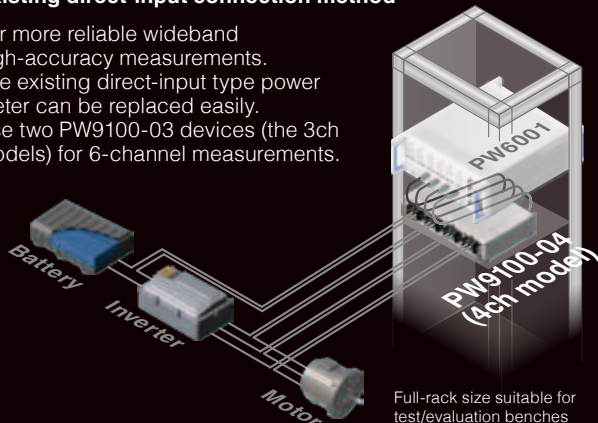 isting direct-input connection method
r more reliable wideband
gh-accuracy measurements.
e existing direct-input type power
eter can be replaced easily.
se two PW9100-03 devices (the 3ch
odels) for 6-channel measurements.
PW6001
PW9100-04
(4ch model)
Battery
Inverter
Motor
Full-rack size suitable for
test/evaluation benches